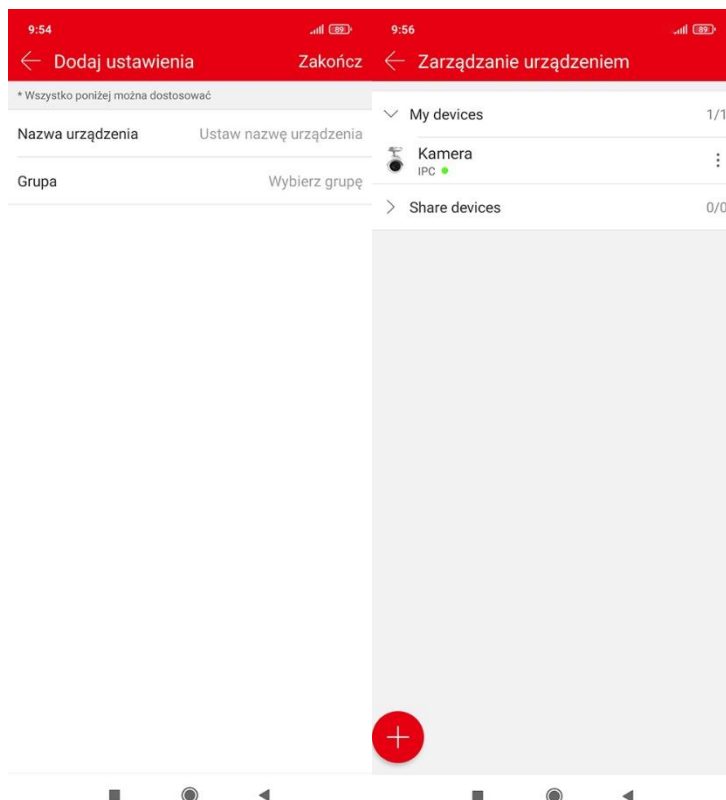 9:54
89
Dodaj ustawienia
Zakończ
* Wszystko poniżej można dostosować
Nazwa urządzenia
Ustaw nazwę urządzenia
Grupa
Wybierz grupę
9:56
89
Zarządzanie urządzeniem
My devices
1/1
Kamera
IPC
Share devices
0/0